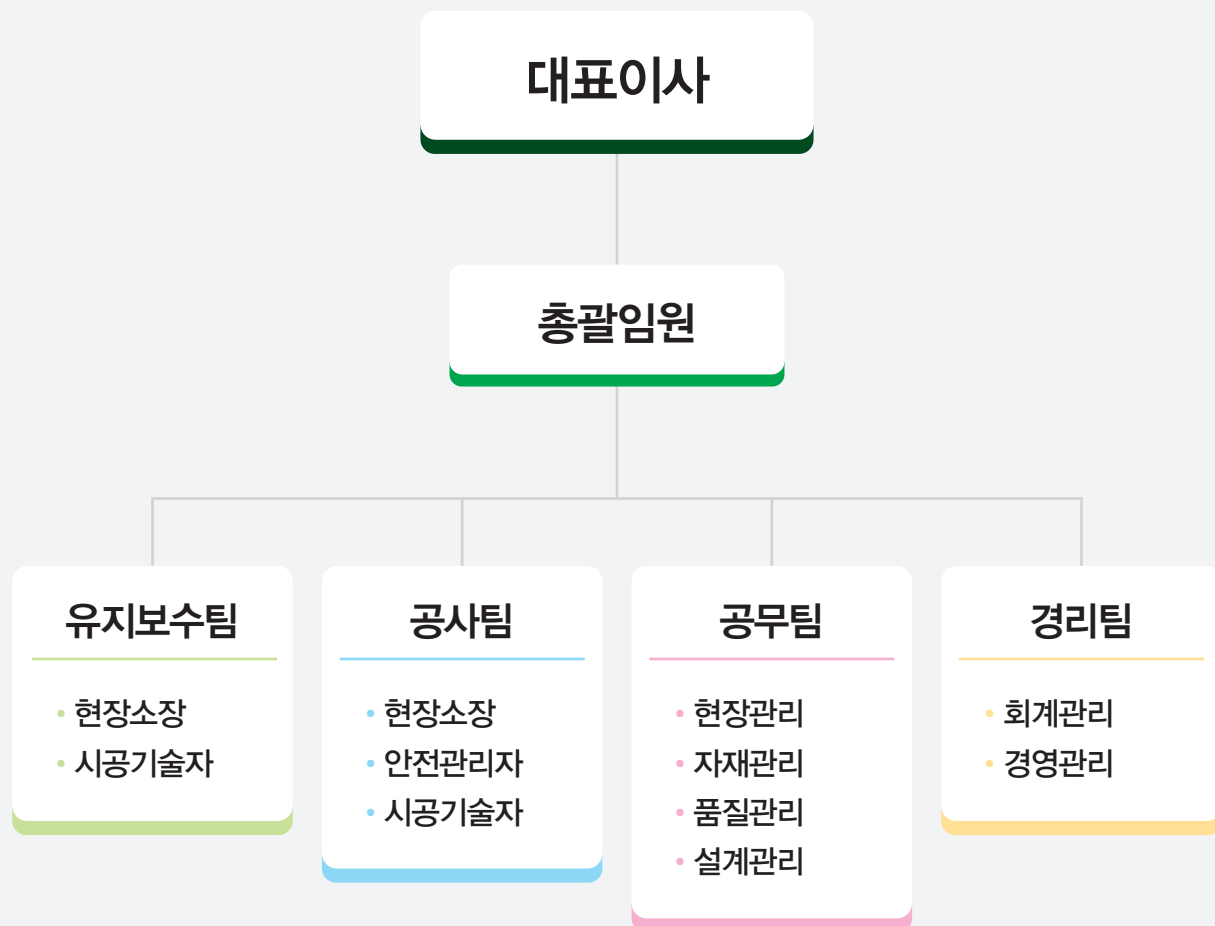 대표이사
총괄임원
유지보수팀
• 현장소장
• 시공기술자
공사팀
• 현장소장
• 안전관리자
• 시공기술자
공무팀
• 현장관리
• 자재관리
• 품질관리
• 설계관리
경리팀
• 회계관리
• 경영관리